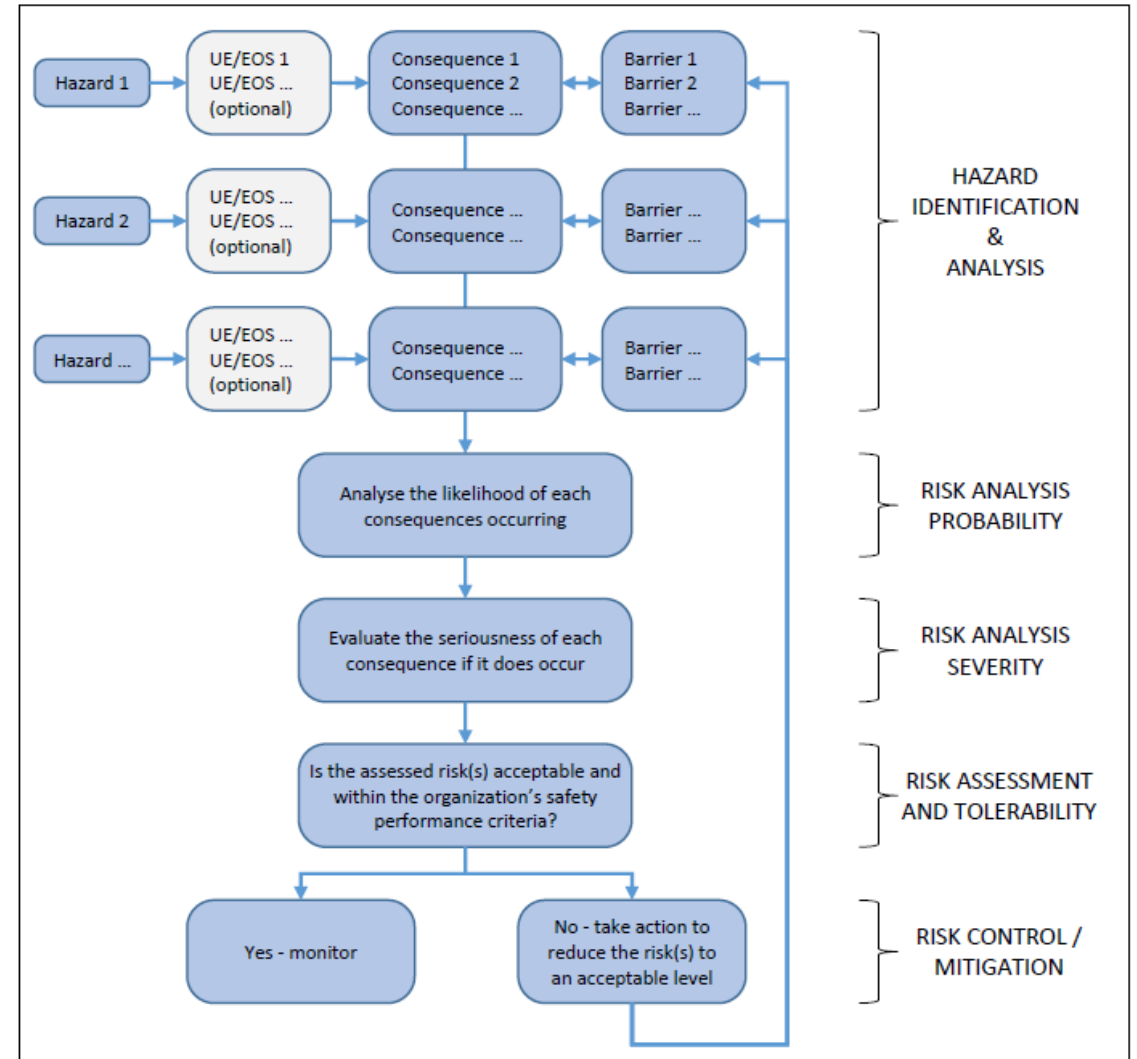 Hazard 1
UE/EOS 1
UE/EOS ...
(optional)
Consequence 1
Consequence 2
Consequence ...
Barrier 1
Barrier 2
Barrier ...
Hazard 2
UE/EOS ...
UE/EOS ...
(optional)
Consequence ...
Consequence ...
Barrier ...
Barrier ...
Hazard ...
UE/EOS ...
UE/EOS ...
(optional)
Consequence ...
Consequence ...
Barrier ...
Barrier ...
HAZARD
IDENTIFICATION
&
ANALYSIS
Analyse the likelihood of each
consequences occurring
RISK ANALYSIS
PROBABILITY
Evaluate the seriousness of each
consequence if it does occur
RISK ANALYSIS
SEVERITY
Is the assessed risk(s) acceptable and
within the organization's safety
performance criteria?
RISK ASSESSMENT
AND TOLERABILITY
Yes - monitor
No - take action to
reduce the risk(s) to
an acceptable level
RISK CONTROL /
MITIGATION